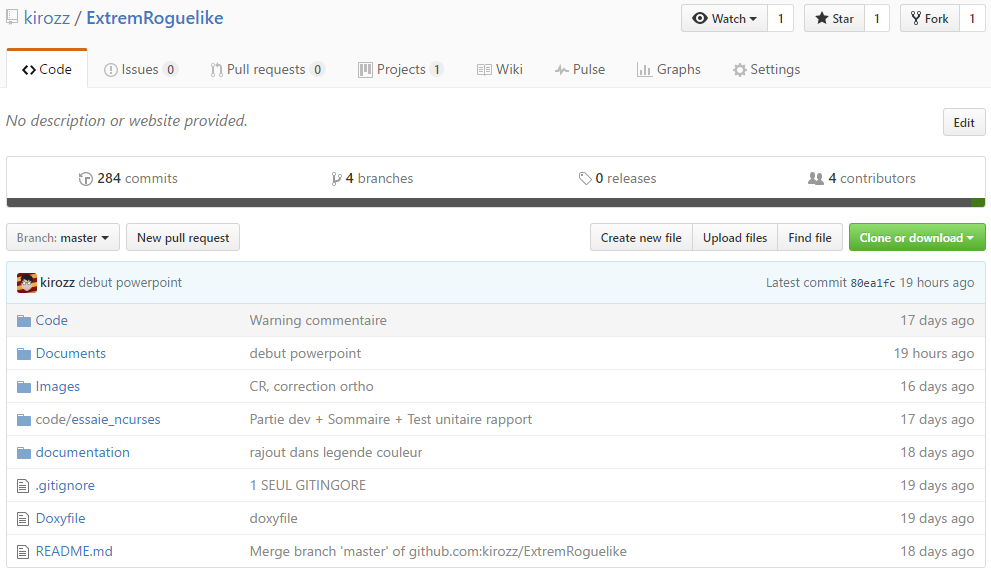 kirozz / ExtremRoguelike Watch 1 Star 1 Fork 1
Code Issues 0 Pull requests 0 Projects 1 Wiki Pulse Graphs Settings
No description or website provided. Edit
284 commits 4 branches 0 releases 4 contributors
Branch: master New pull request Create new file Upload files Find file Clone or download
kirozz debut powerpoint Latest commit 80ea1fc 19 hours ago
Code Warning commentaire 17 days ago
Documents debut powerpoint 19 hours ago
Images CR, correction ortho 16 days ago
code/essaie_ncurses Partie dev + Sommaire + Test unitaire rapport 17 days ago
documentation rajout dans legende couleur 18 days ago
.gitignore 1 SEUL GITINGORE 19 days ago
Doxyfile doxyfile 19 days ago
README.md Merge branch 'master' of github.com:kirozz/ExtremRoguelike 18 days ago